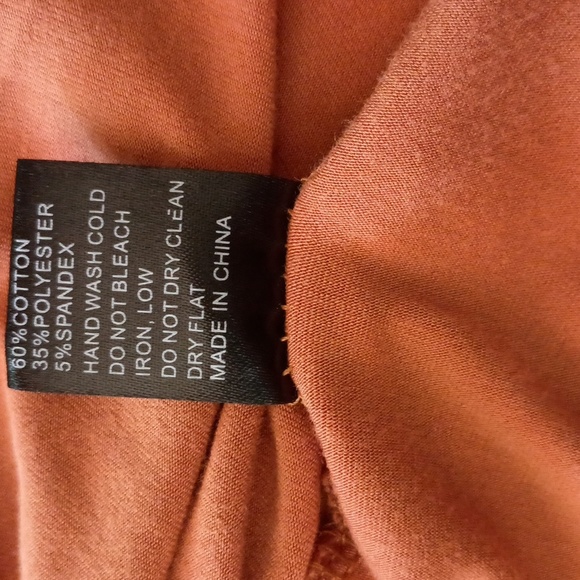 60%COTTON
35%POLYESTER
5%SPANDEX
HAND WASH COLD
DO NOT BLEACH
IRON, LOW
DO NOT DRY CLEAN
DRY FLAT
MADE IN CHINA